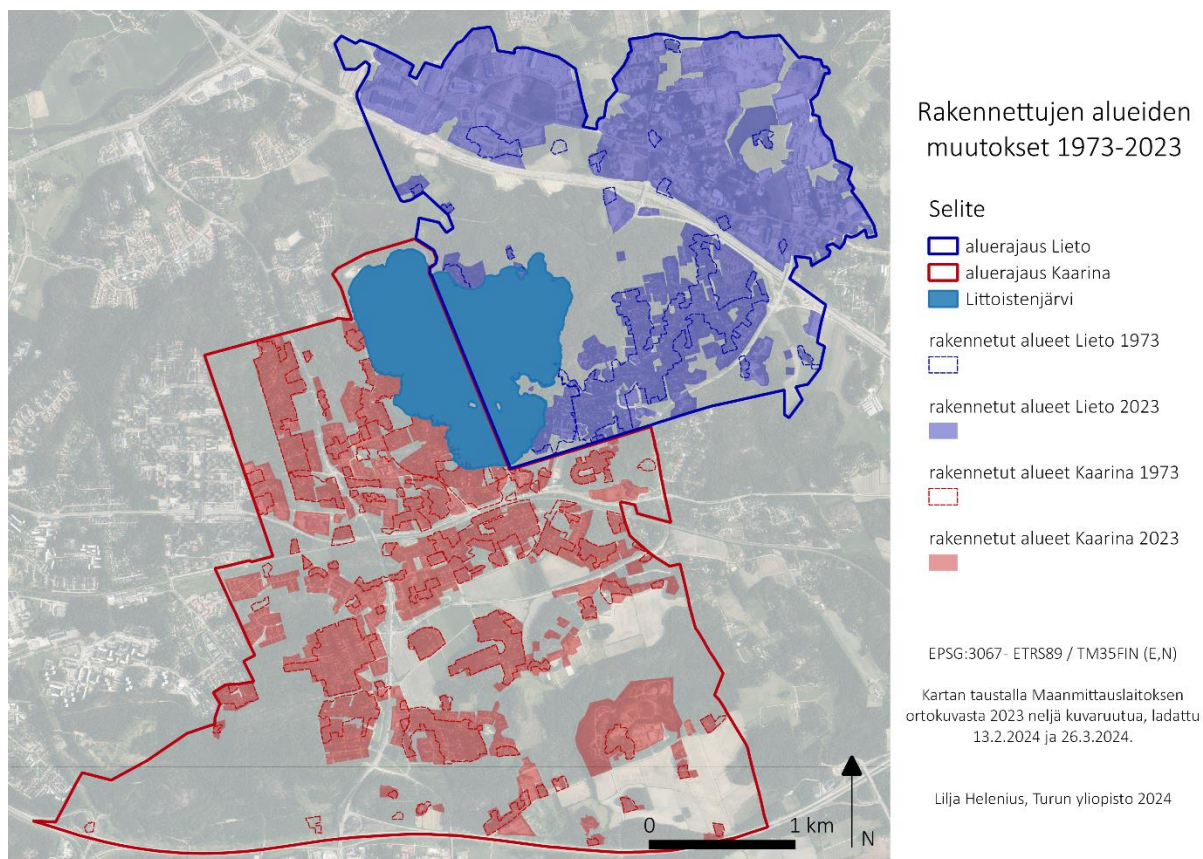 Rakennettujen alueiden
muutokset 1973-2023
Selite
aluerajaus Lieto
aluerajaus Kaarina
Littoistenjärvi
rakennetut alueet Lieto 1973
rakennetut alueet Lieto 2023
rakennetut alueet Kaarina 1973
rakennetut alueet Kaarina 2023
EPSG:3067- ETRS89 / TM35FIN (E,N)
Kartan taustalla Maanmittauslaitoksen
ortokuvasta 2023 neljä kuvaruutua, ladattu
13.2.2024 ja 26.3.2024.
Lilja Helenius, Turun yliopisto 2024
0 1 km
N